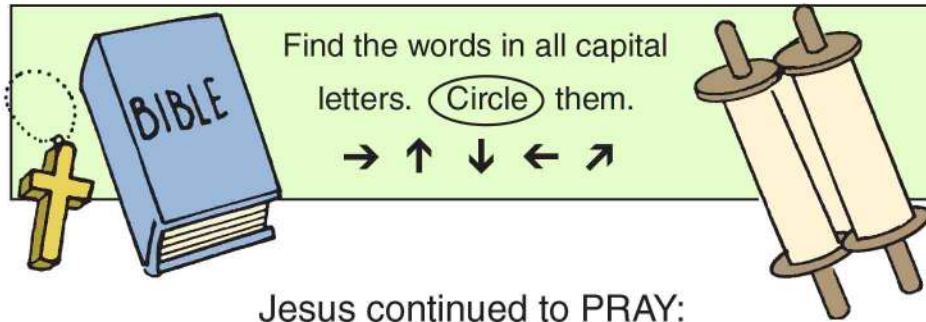 Find the words in all capital
letters. Circle them.
BIBLE
Jesus continued to PRAY: